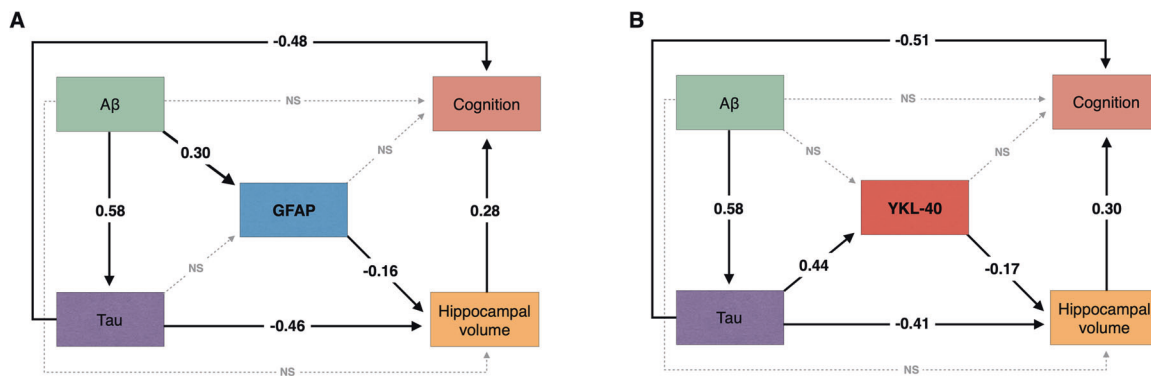 A
-0.48
Aβ
NS
Cognition
0.30
NS
0.58
GFAP
0.28
NS
-0.16
Tau
-0.46
Hippocampal
volume
NS
B
-0.51
Aβ
NS
Cognition
NS
NS
0.58
YKL-40
0.30
0.44
-0.17
Tau
-0.41
Hippocampal
volume
NS